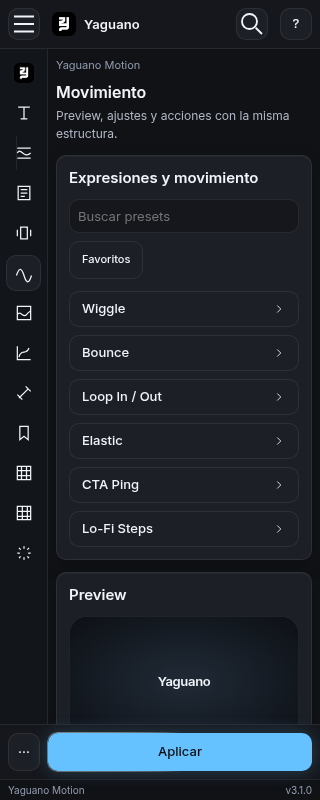 Yaguano
?
Yaguano Motion
Movimiento
Preview, ajustes y acciones con la misma
estructura.
Expresiones y movimiento
Buscar presets
Favoritos
Wiggle
Bounce
Loop In / Out
Elastic
CTA Ping
Lo-Fi Steps
Preview
Yaguano
...
Aplicar
Yaguano Motion
v3.1.0